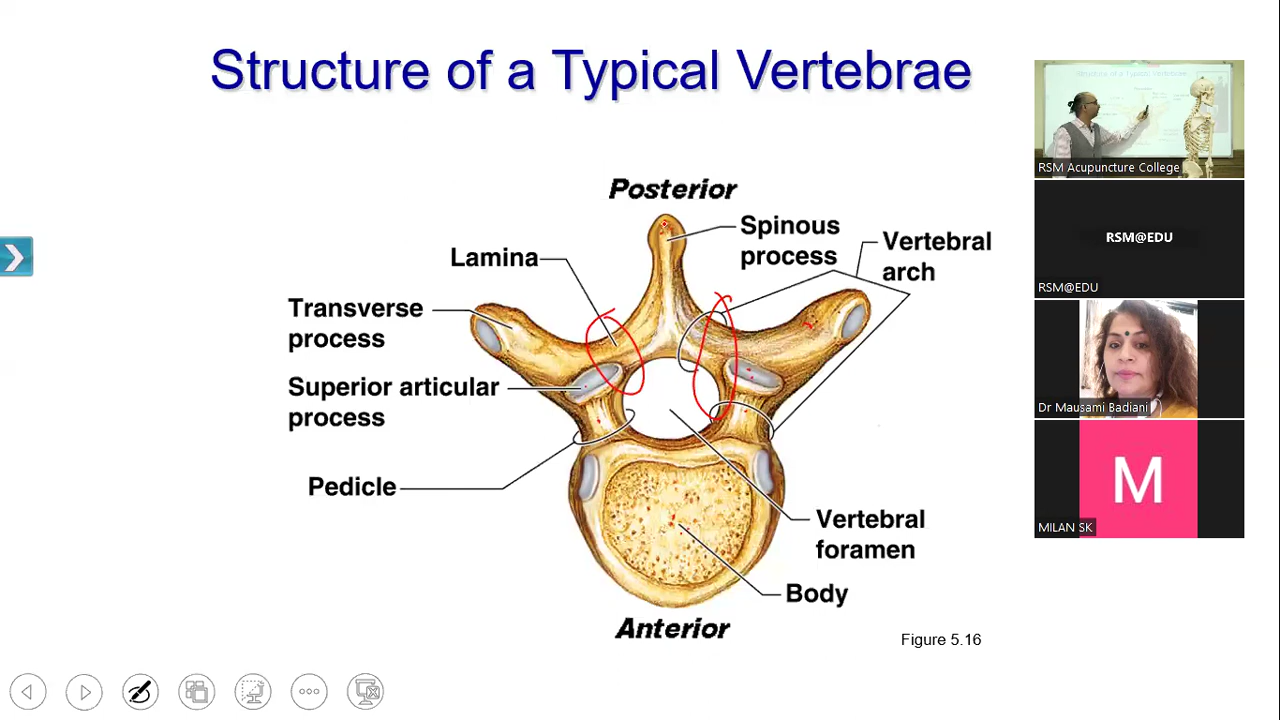 Structure of a Typical Vertebrae
Posterior
Spinous
process
Vertebral
arch
Lamina
Transverse
process
Superior articular
process
Pedicle
Vertebral
foramen
Body
Anterior
Figure 5.16
RSM Acupuncture College
RSM@EDU
RSM@EDU
Dr Mausami Badiani
M
MILAN SK